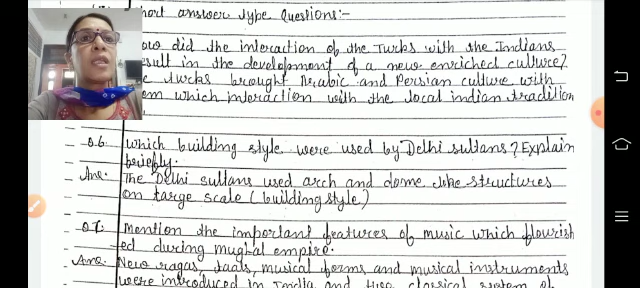 short answer type Questions:-
ow did the interaction of the Turks with the Indians
esult in the development of a new enriched culture?
e turks brought Arabic and Persian culture with
em which interaction with the local indian tradition
Q.6. Which building style were used by Delhi sultans? Explain
briefly.
Ans. The Delhi sultans used arch and dome like structures
on large scale (building style)
Q7. Mention the important features of music which flourish
ed during mughal empire.
Ans. New ragas, taals, musical forms and musical instruments
were introduced in India and two classical system of